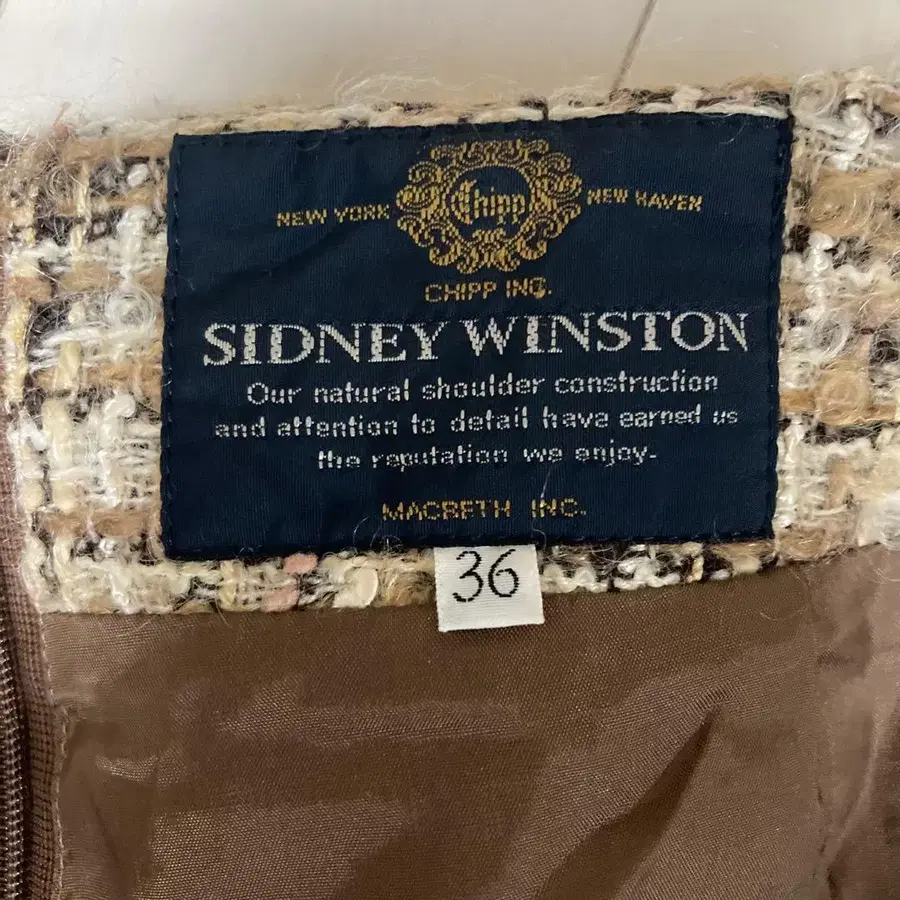 NEW YORK Chipp NEW HAVEN
CHIPP INC.
SIDNEY WINSTON
Our natural shoulder construction
and attention to detail have earned us
the reputation we enjoy.
MACBETH INC.
36